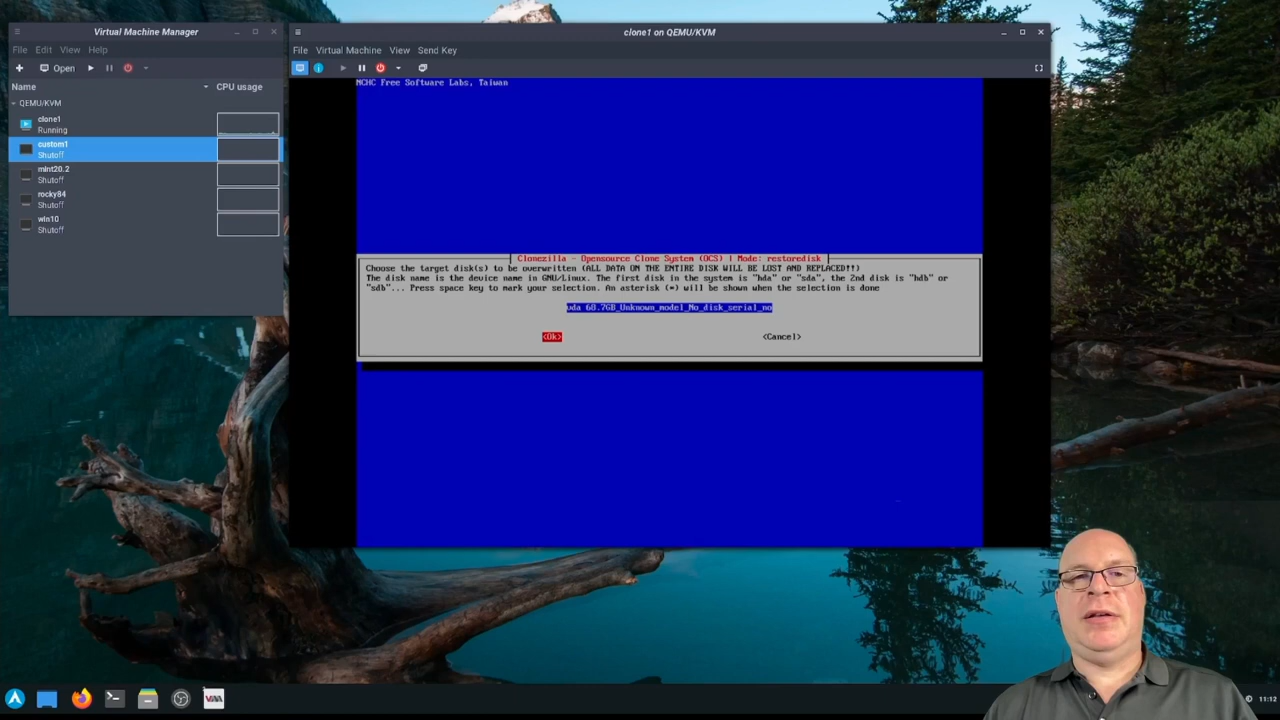 Virtual Machine Manager
File Edit View Help
Open
Name CPU usage
QEMU/KVM
clone1
Running
custom1
Shutoff
mint20.2
Shutoff
rocky84
Shutoff
win10
Shutoff
clone1 on QEMU/KVM
File Virtual Machine View Send Key
NCHC Free Software Labs, Taiwan
Clonezilla - Opensource Clone System (OCS) | Mode: restoredisk
Choose the target disk(s) to be overwritten (ALL DATA ON THE ENTIRE DISK WILL BE LOST AND REPLACED!!)
The disk name is the device name in GNU/Linux. The first disk in the system is "hda" or "sda", the 2nd disk is "hdb" or
"sdb"... Press space key to mark your selection. An asterisk (*) will be shown when the selection is done
vda 68.7GB_Unknown_model_No_disk_serial_no
<Ok> <Cancel>
11:12